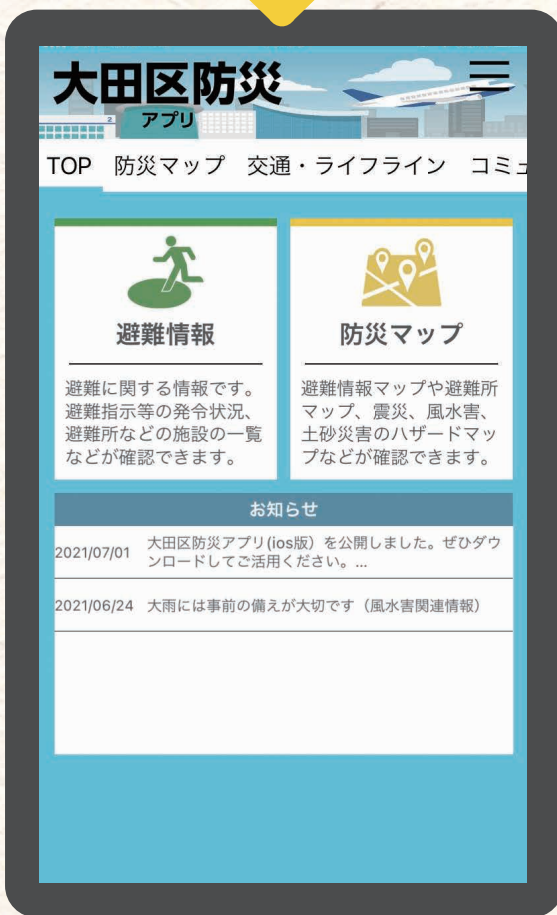 大田区防災
アプリ
TOP 防災マップ 交通・ライフライン コミュ
避難情報
避難に関する情報です。
避難指示等の発令状況、
避難所などの施設の一覧
などが確認できます。
防災マップ
避難情報マップや避難所
マップ、震災、風水害、
土砂災害のハザードマッ
プなどが確認できます。
お知らせ
2021/07/01 大田区防災アプリ(ios版）を公開しました。ぜひダウ
ンロードしてご活用ください。...
2021/06/24 大雨には事前の備えが大切です（風水害関連情報）